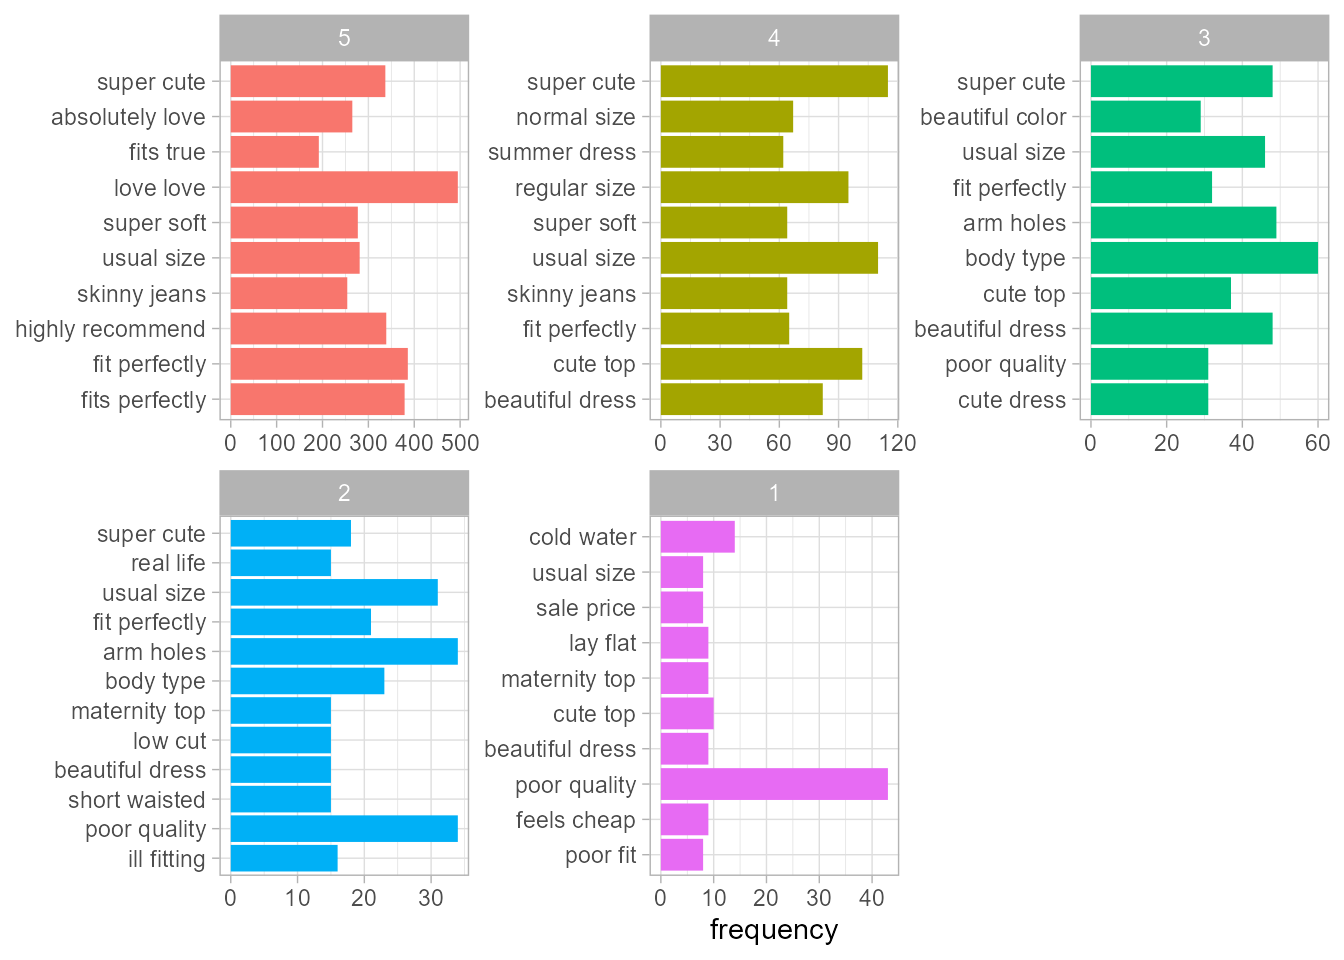 5
super cute
absolutely love
fits true
love love
super soft
usual size
skinny jeans
highly recommend
fit perfectly
fits perfectly
0 100 200 300 400 500
4
super cute
normal size
summer dress
regular size
super soft
usual size
skinny jeans
fit perfectly
cute top
beautiful dress
0 30 60 90 120
3
super cute
beautiful color
usual size
fit perfectly
arm holes
body type
cute top
beautiful dress
poor quality
cute dress
0 20 40 60
2
super cute
real life
usual size
fit perfectly
arm holes
body type
maternity top
low cut
beautiful dress
short waisted
poor quality
ill fitting
0 10 20 30
1
cold water
usual size
sale price
lay flat
maternity top
cute top
beautiful dress
poor quality
feels cheap
poor fit
0 10 20 30 40
frequency